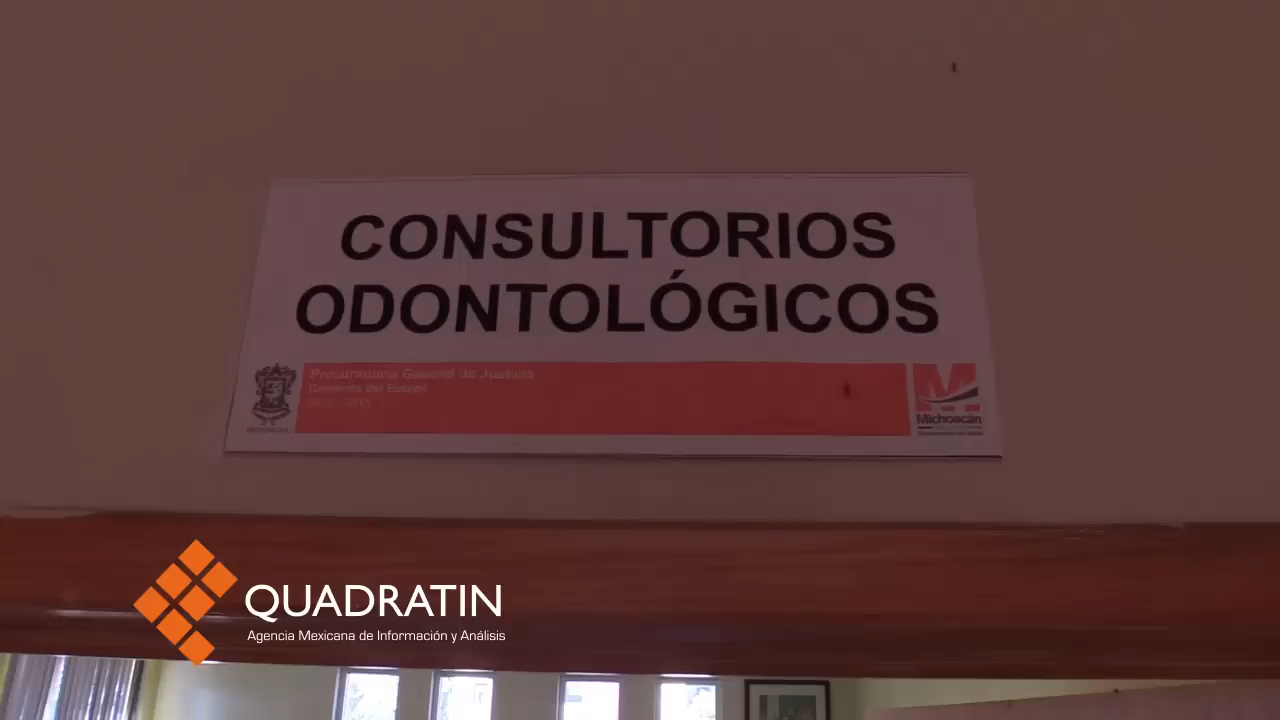 CONSULTORIOS
ODONTOLÓGICOS
Procuraduría General de Justicia
Gobierno del Estado
Michoacán
QUADRATIN
Agencia Mexicana de Información y Análisis